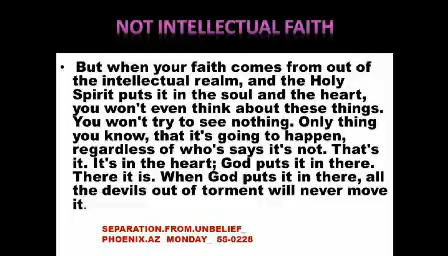 NOT INTELLECTUAL FAITH
• But when your faith comes from out of
the intellectual realm, and the Holy
Spirit puts it in the soul and the heart,
you won't even think about these things.
You won't try to see nothing. Only thing
you know, that it's going to happen,
regardless of who's says it's not. That's
it. It's in the heart; God puts it in there.
There it is. When God puts it in there, all
the devils out of torment will never move
it.
SEPARATION.FROM.UNBELIEF_
PHOENIX.AZ MONDAY_ 55-0228